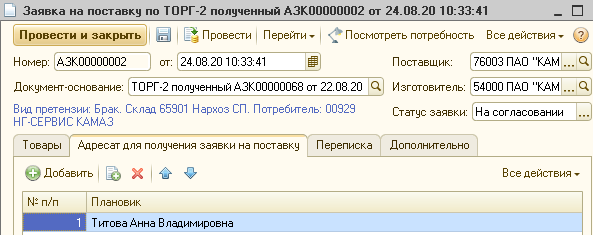 Заявка на поставку по ТОРГ-2 полученный АЗК00000002 от 24.08.20 10:33:41
Провести и закрыть Провести Перейти Посмотреть потребность Все действия
Номер: АЗК00000002 от: 24.08.20 10:33:41 Поставщик: 76003 ПАО "КАМ
Документ-основание: ТОРГ-2 полученный АЗК00000068 от 22.08.20 Изготовитель: 54000 ПАО "КАМ
Вид претензии: Брак. Склад 65901 Нархоз СП. Потребитель: 00929 Статус заявки: На согласовании
НГ-СЕРВИС КАМАЗ
Товары Адресат для получения заявки на поставку Переписка Дополнительно
Добавить Все действия
№ п/п Плановик
1 Титова Анна Владимировна